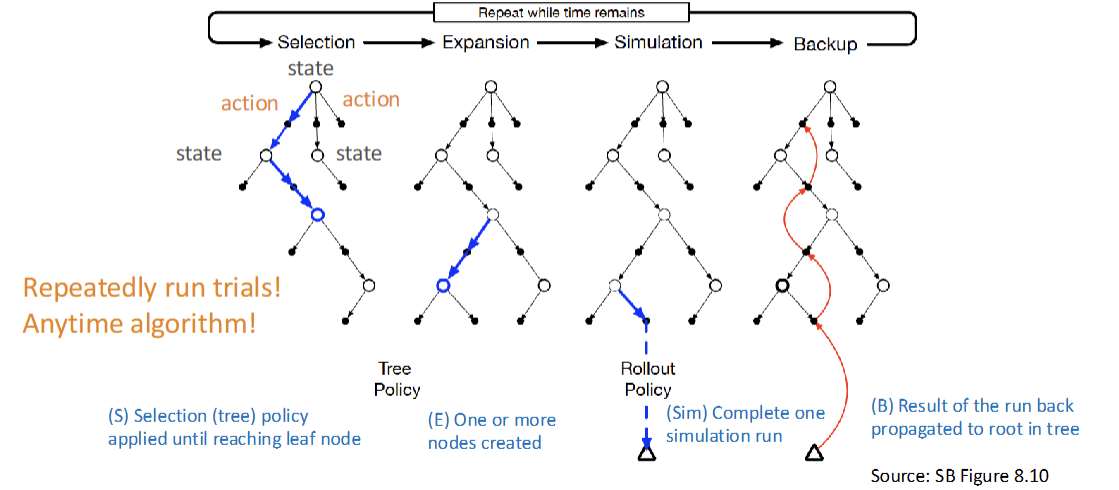 Repeat while time remains
Selection
Expansion
Simulation
Backup
state
action
action
state
state
Repeatedly run trials!
Anytime algorithm!
Tree
Policy
Rollout
Policy
(S) Selection (tree) policy
applied until reaching leaf node
(E) One or more
nodes created
(Sim) Complete one
simulation run
(B) Result of the run back
propagated to root in tree
Source: SB Figure 8.10